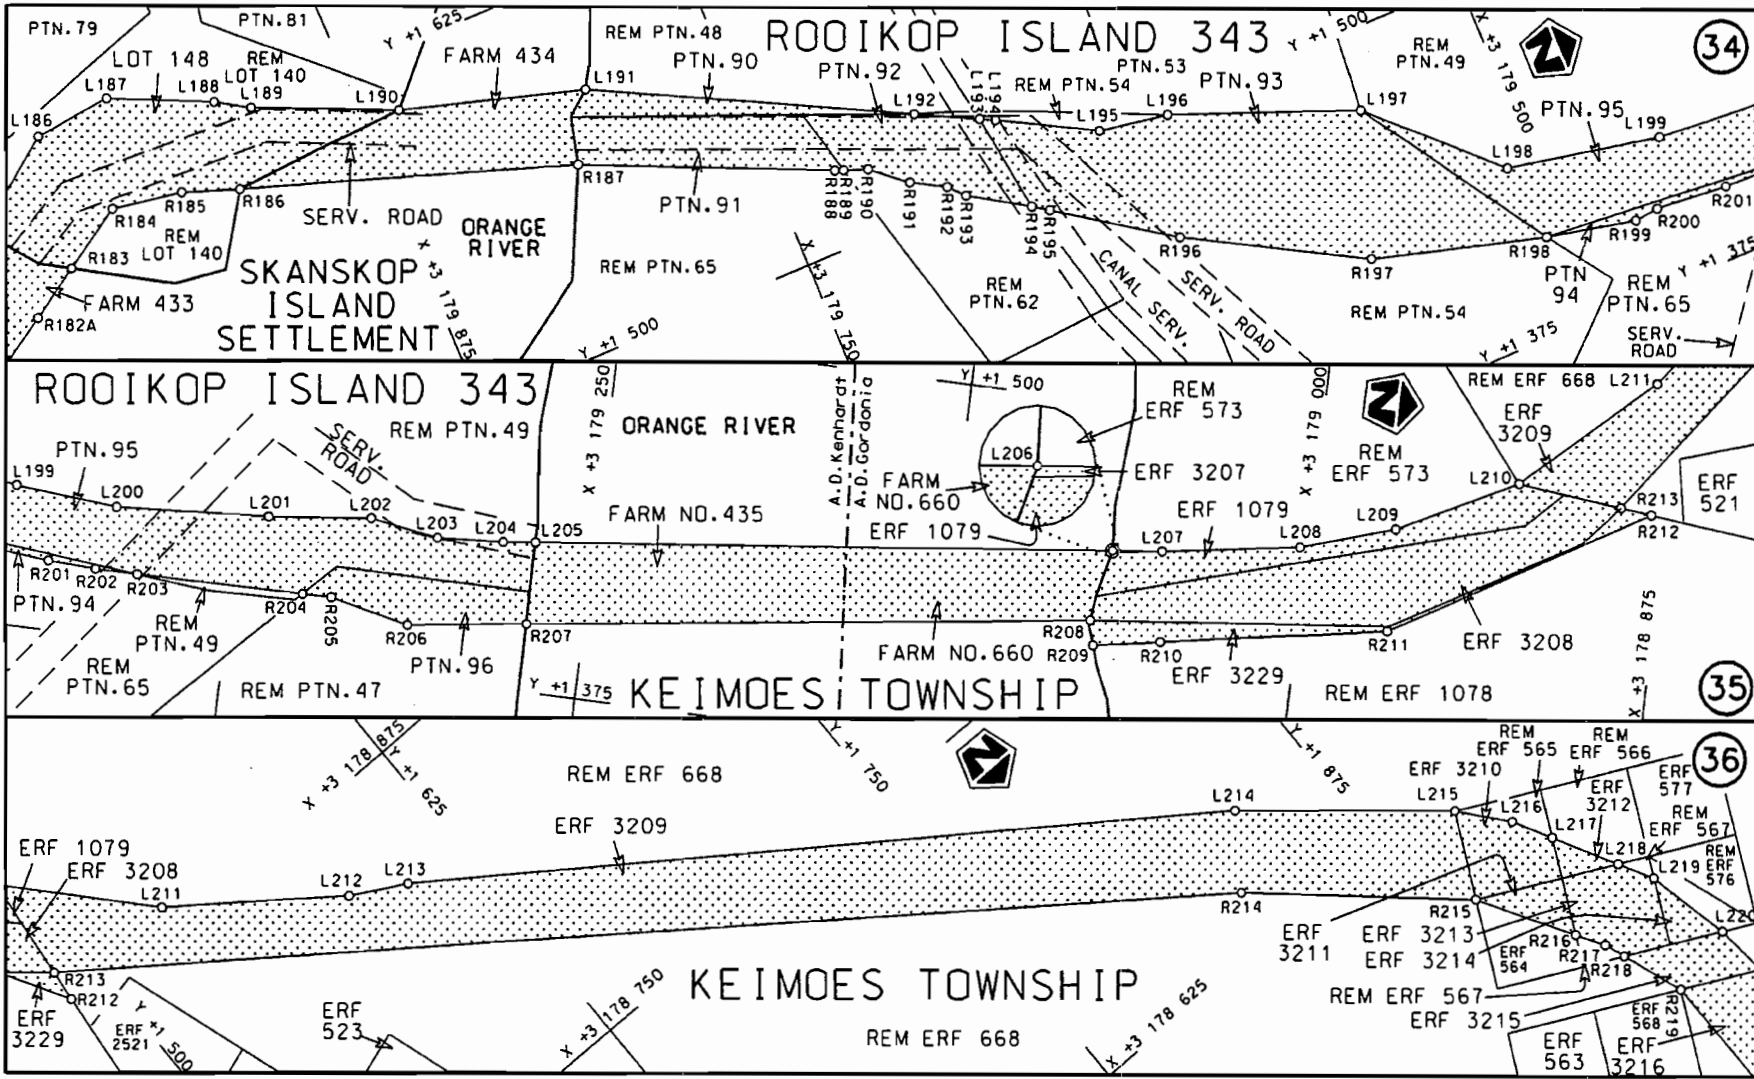 PTN.79
PTN.81
Y +1 625
REM PTN.48
ROOIKOP ISLAND 343
Y +1 500
X +3 179 500
REM
PTN.49
34
LOT 148
REM
LOT 140
FARM 434
PTN.90
PTN.92
REM PTN.54
PTN.53
PTN.93
PTN.95
L186
L187
L188
L189
L190
L191
L192
L193
L194
L195
L196
L197
L198
L199
R187
R188
R189
R190
R191
R192
R193
R194
R195
R196
R197
R198
R199
R200
R201
R186
R185
R184
R183
R182A
REM
LOT 140
FARM 433
SERV. ROAD
ORANGE
RIVER
SKANSKOP
ISLAND
SETTLEMENT
X +3 179 875
PTN.91
REM PTN.65
Y +1 500
X +3 179 750
REM
PTN.62
CANAL SERV.
SERV. ROAD
REM PTN.54
Y +1 375
PTN
94
REM
PTN.65
Y +1 375
SERV.
ROAD
ROOIKOP ISLAND 343
PTN.95
SERV.
ROAD
REM PTN.49
X +3 179 250
ORANGE RIVER
A.D.Kenhardt
A.D.Gordonia
Y +1 500
REM
ERF 573
X +3 179 000
REM
ERF 573
REM ERF 668
ERF
3209
ERF
521
L199
L200
L201
L202
L203
L204
L205
L206
L207
L208
L209
L210
L211
FARM NO.435
FARM
NO.660
ERF 1079
ERF 3207
ERF 1079
R201
R202
R203
R204
R205
R206
R207
R208
R209
R210
R211
R212
R213
PTN.94
REM
PTN.49
REM
PTN.65
REM PTN.47
PTN.96
Y +1 375
KEIMOES TOWNSHIP
FARM NO.660
ERF 3229
ERF 3208
REM ERF 1078
X +3 178 875
35
X +3 178 875
Y +1 625
REM ERF 668
Y +1 750
Y +1 875
36
ERF 1079
ERF 3208
ERF 3209
L211
L212
L213
L214
L215
L216
L217
L218
L219
L220
ERF 3210
REM
ERF 565
REM
ERF 566
ERF
577
ERF
3212
REM
ERF 567
REM
ERF
576
R212
R213
R214
R215
R216
R217
R218
R219
ERF
3229
ERF
2521
Y +1 500
ERF
523
X +3 178 750
KEIMOES TOWNSHIP
REM ERF 668
X +3 178 625
ERF
3211
ERF 3213
ERF 3214
ERF
564
REM ERF 567
ERF 3215
ERF
563
ERF
568
ERF
3216